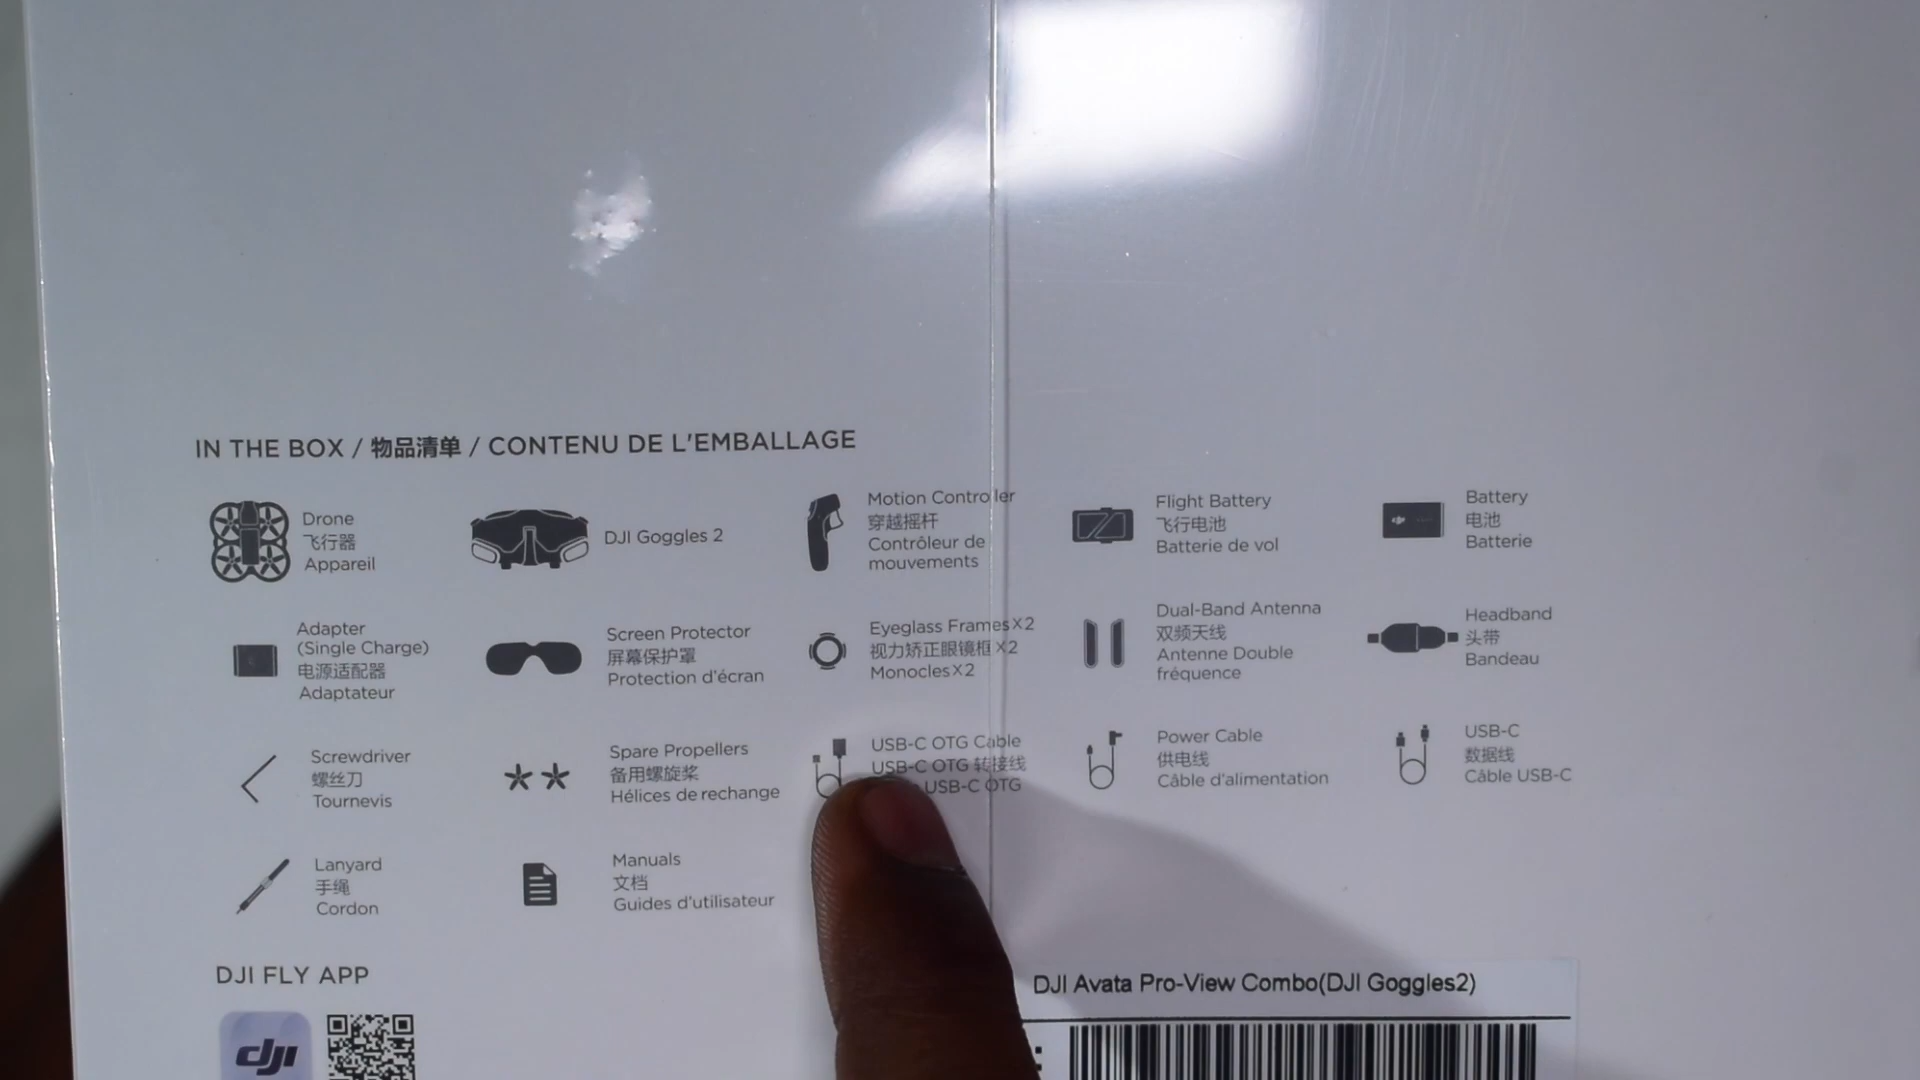 IN THE BOX / 物品清单 / CONTENU DE L'EMBALLAGE
Drone
飞行器
Appareil
DJI Goggles 2
Motion Controller
穿越摇杆
Contrôleur de
mouvements
Flight Battery
飞行电池
Batterie de vol
Battery
电池
Batterie
Adapter
(Single Charge)
电源适配器
Adaptateur
Screen Protector
屏幕保护罩
Protection d'écran
Eyeglass Frames X2
视力矫正眼镜框 X2
Monocles X2
Dual-Band Antenna
双频天线
Antenne Double
fréquence
Headband
头带
Bandeau
Screwdriver
螺丝刀
Tournevis
Spare Propellers
备用螺旋桨
Hélices de rechange
USB-C OTG Cable
USB-C OTG 转接线
USB-C OTG
Power Cable
供电线
Câble d'alimentation
USB-C
数据线
Câble USB-C
Lanyard
手绳
Cordon
Manuals
文档
Guides d'utilisateur
DJI FLY APP
dji
DJI Avata Pro-View Combo(DJI Goggles2)